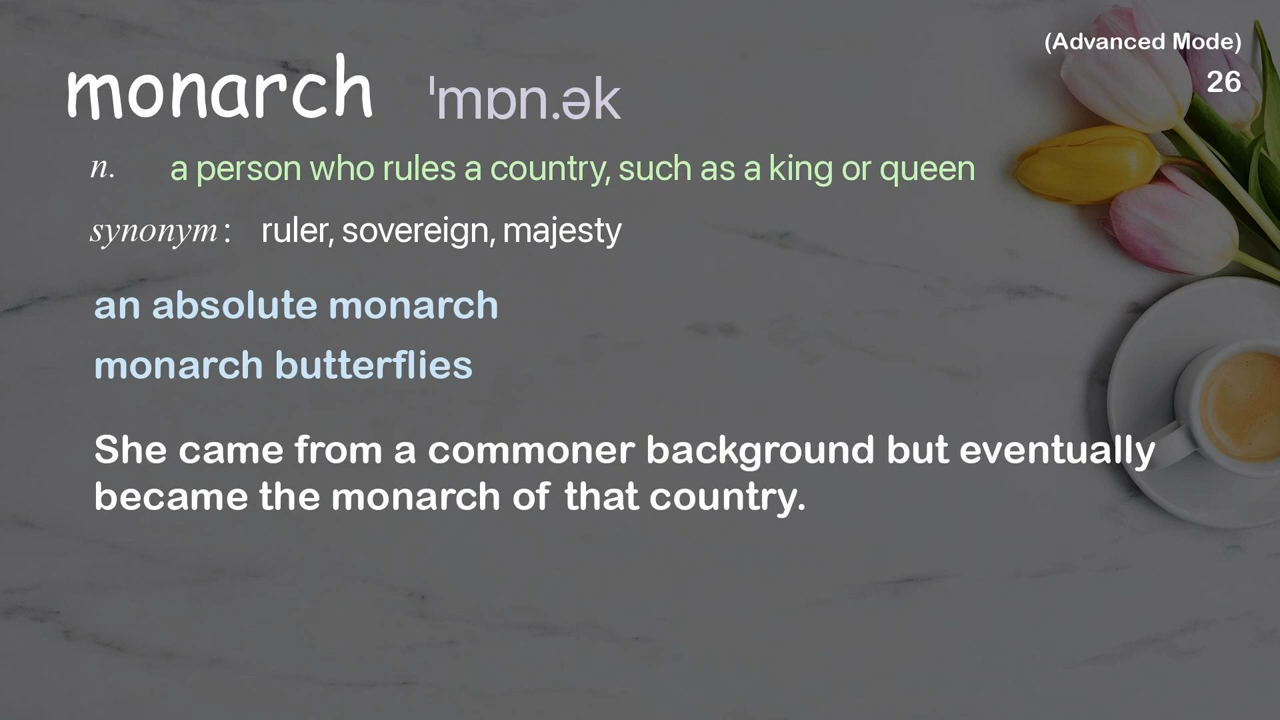 (Advanced Mode)
26
monarch ˈmɒn.ək
n. a person who rules a country, such as a king or queen
synonym : ruler, sovereign, majesty
an absolute monarch
monarch butterflies
She came from a commoner background but eventually
became the monarch of that country.